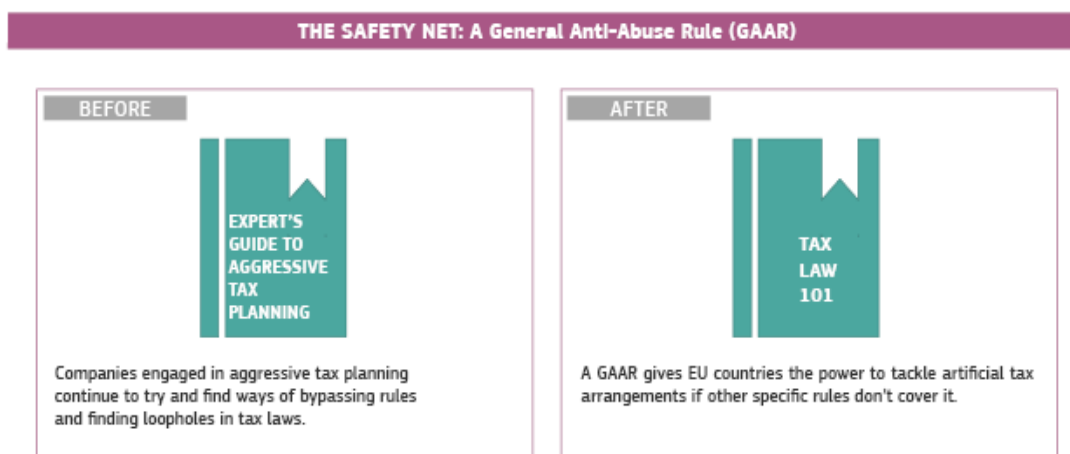 THE SAFETY NET: A General Anti-Abuse Rule (GAAR)
BEFORE
EXPERT'S
GUIDE TO
AGGRESSIVE
TAX
PLANNING
Companies engaged in aggressive tax planning
continue to try and find ways of bypassing rules
and finding loopholes in tax laws.
AFTER
TAX
LAW
101
A GAAR gives EU countries the power to tackle artificial tax
arrangements if other specific rules don't cover it.